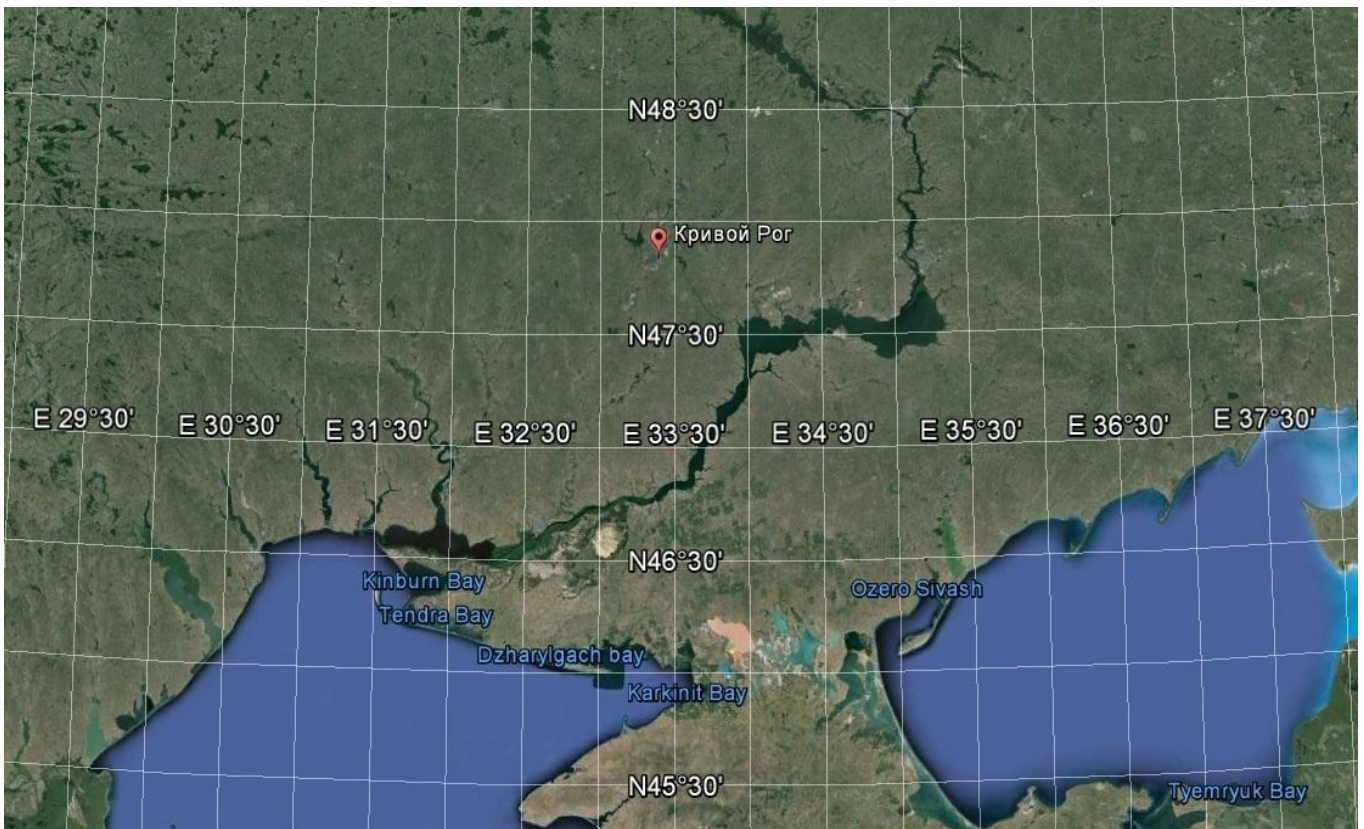 N48°30'
Кривой Рог
N47°30'
E 29°30'
E 30°30'
E 31°30'
E 32°30'
E 33°30'
E 34°30'
E 35°30'
E 36°30'
E 37°30'
N46°30'
Kinburn Bay
Ozero Sivash
Tendra Bay
Dzharylgach bay
Karkinit Bay
N45°30'
Tyemryuk Bay